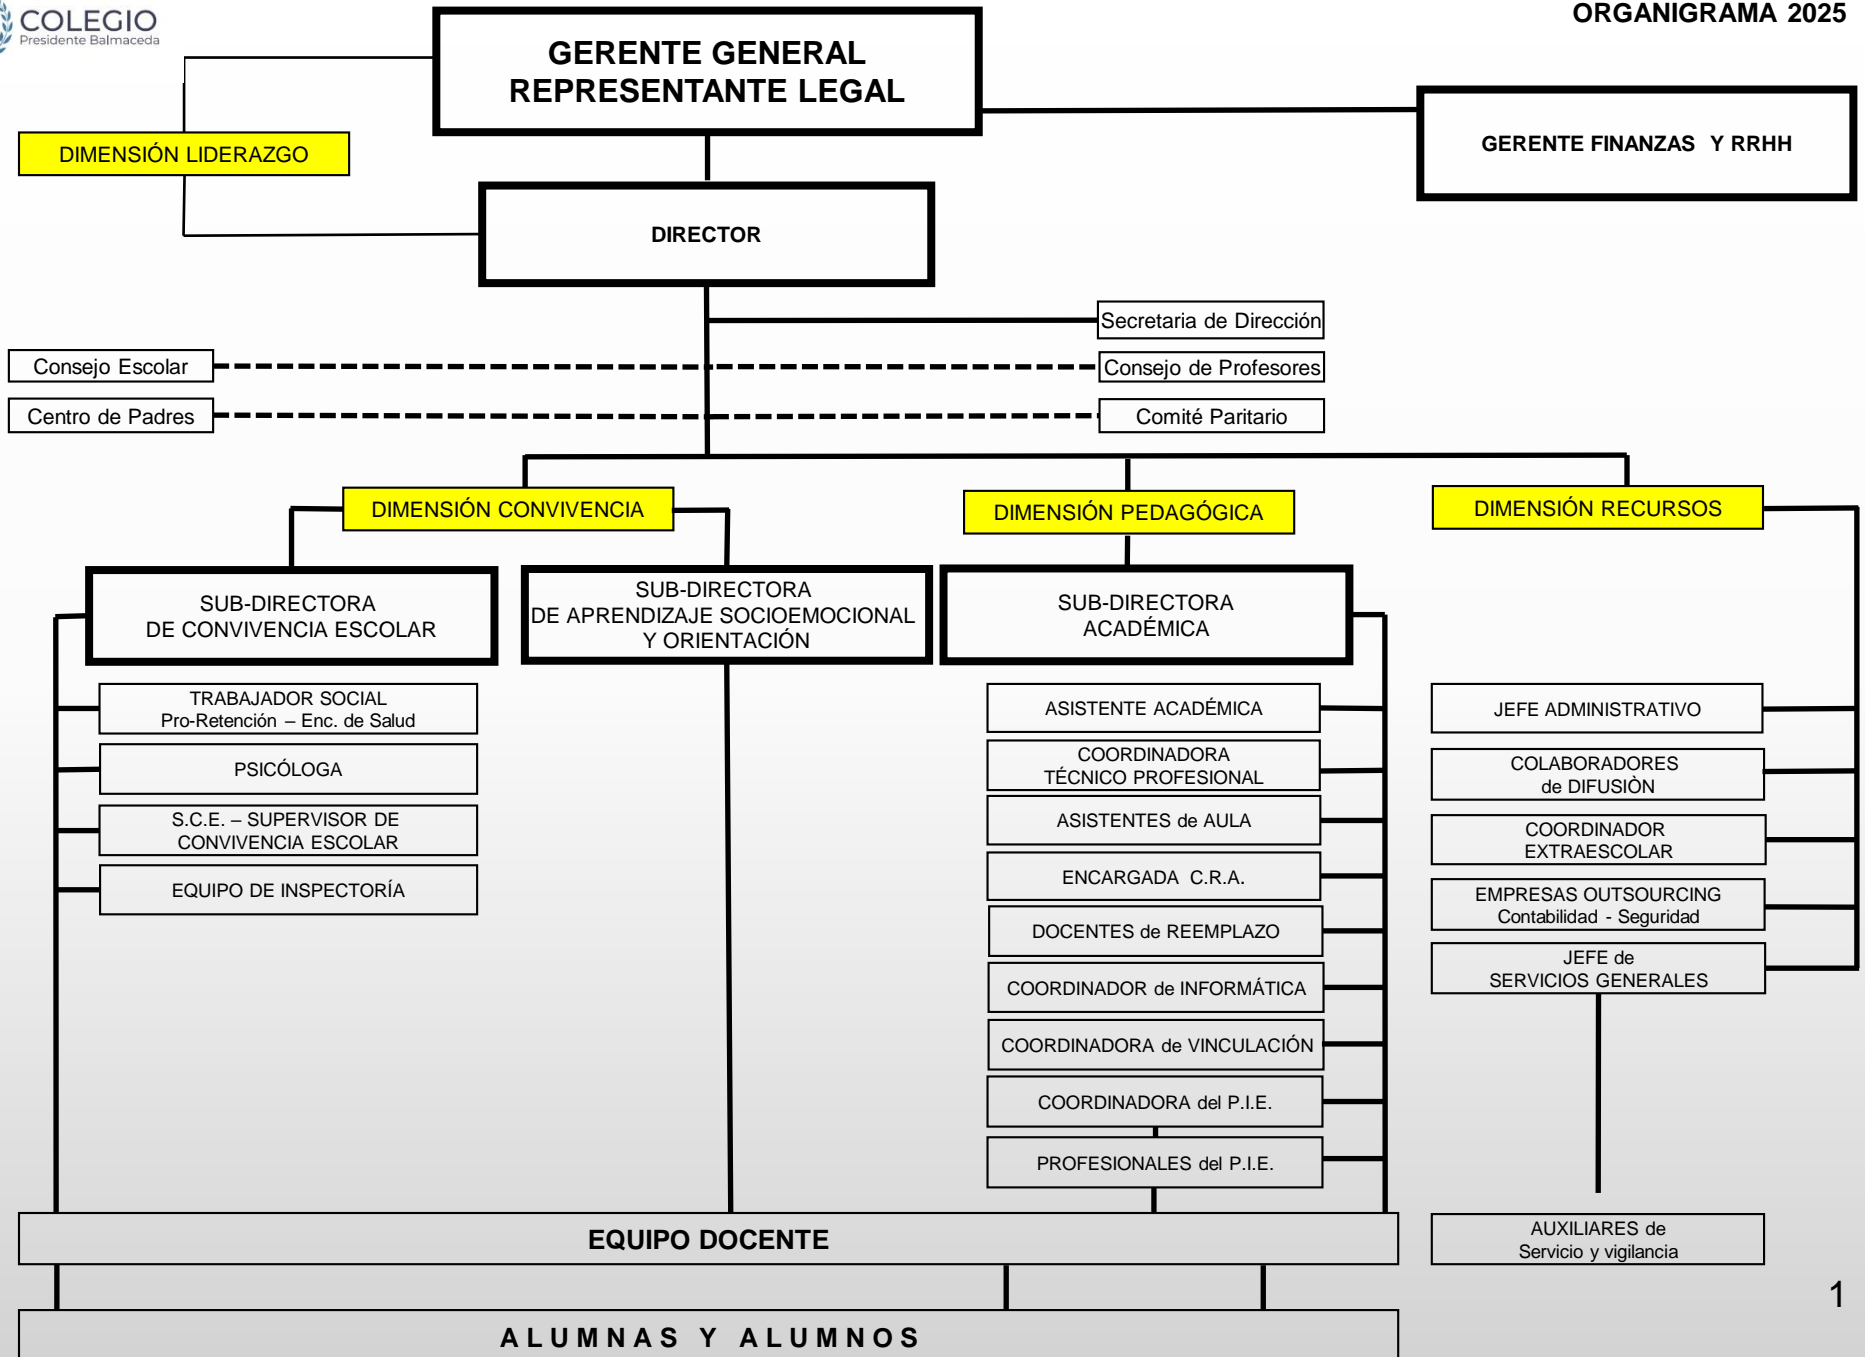 COLEGIO
Presidente Balmaceda
ORGANIGRAMA 2025
GERENTE GENERAL
REPRESENTANTE LEGAL
GERENTE FINANZAS Y RRHH
DIMENSIÓN LIDERAZGO
DIRECTOR
Secretaria de Dirección
Consejo Escolar
Consejo de Profesores
Centro de Padres
Comité Paritario
DIMENSIÓN CONVIVENCIA
DIMENSIÓN PEDAGÓGICA
DIMENSIÓN RECURSOS
SUB-DIRECTORA
DE CONVIVENCIA ESCOLAR
SUB-DIRECTORA
DE APRENDIZAJE SOCIOEMOCIONAL
Y ORIENTACIÓN
SUB-DIRECTORA
ACADÉMICA
TRABAJADOR SOCIAL
Pro-Retención – Enc. de Salud
PSICÓLOGA
S.C.E. – SUPERVISOR DE
CONVIVENCIA ESCOLAR
EQUIPO DE INSPECTORÍA
ASISTENTE ACADÉMICA
COORDINADORA
TÉCNICO PROFESIONAL
ASISTENTES de AULA
ENCARGADA C.R.A.
DOCENTES de REEMPLAZO
COORDINADOR de INFORMÁTICA
COORDINADORA de VINCULACIÓN
COORDINADORA del P.I.E.
PROFESIONALES del P.I.E.
JEFE ADMINISTRATIVO
COLABORADORES
de DIFUSIÒN
COORDINADOR
EXTRAESCOLAR
EMPRESAS OUTSOURCING
Contabilidad - Seguridad
JEFE de
SERVICIOS GENERALES
EQUIPO DOCENTE
AUXILIARES de
Servicio y vigilancia
1
ALUMNAS Y ALUMNOS